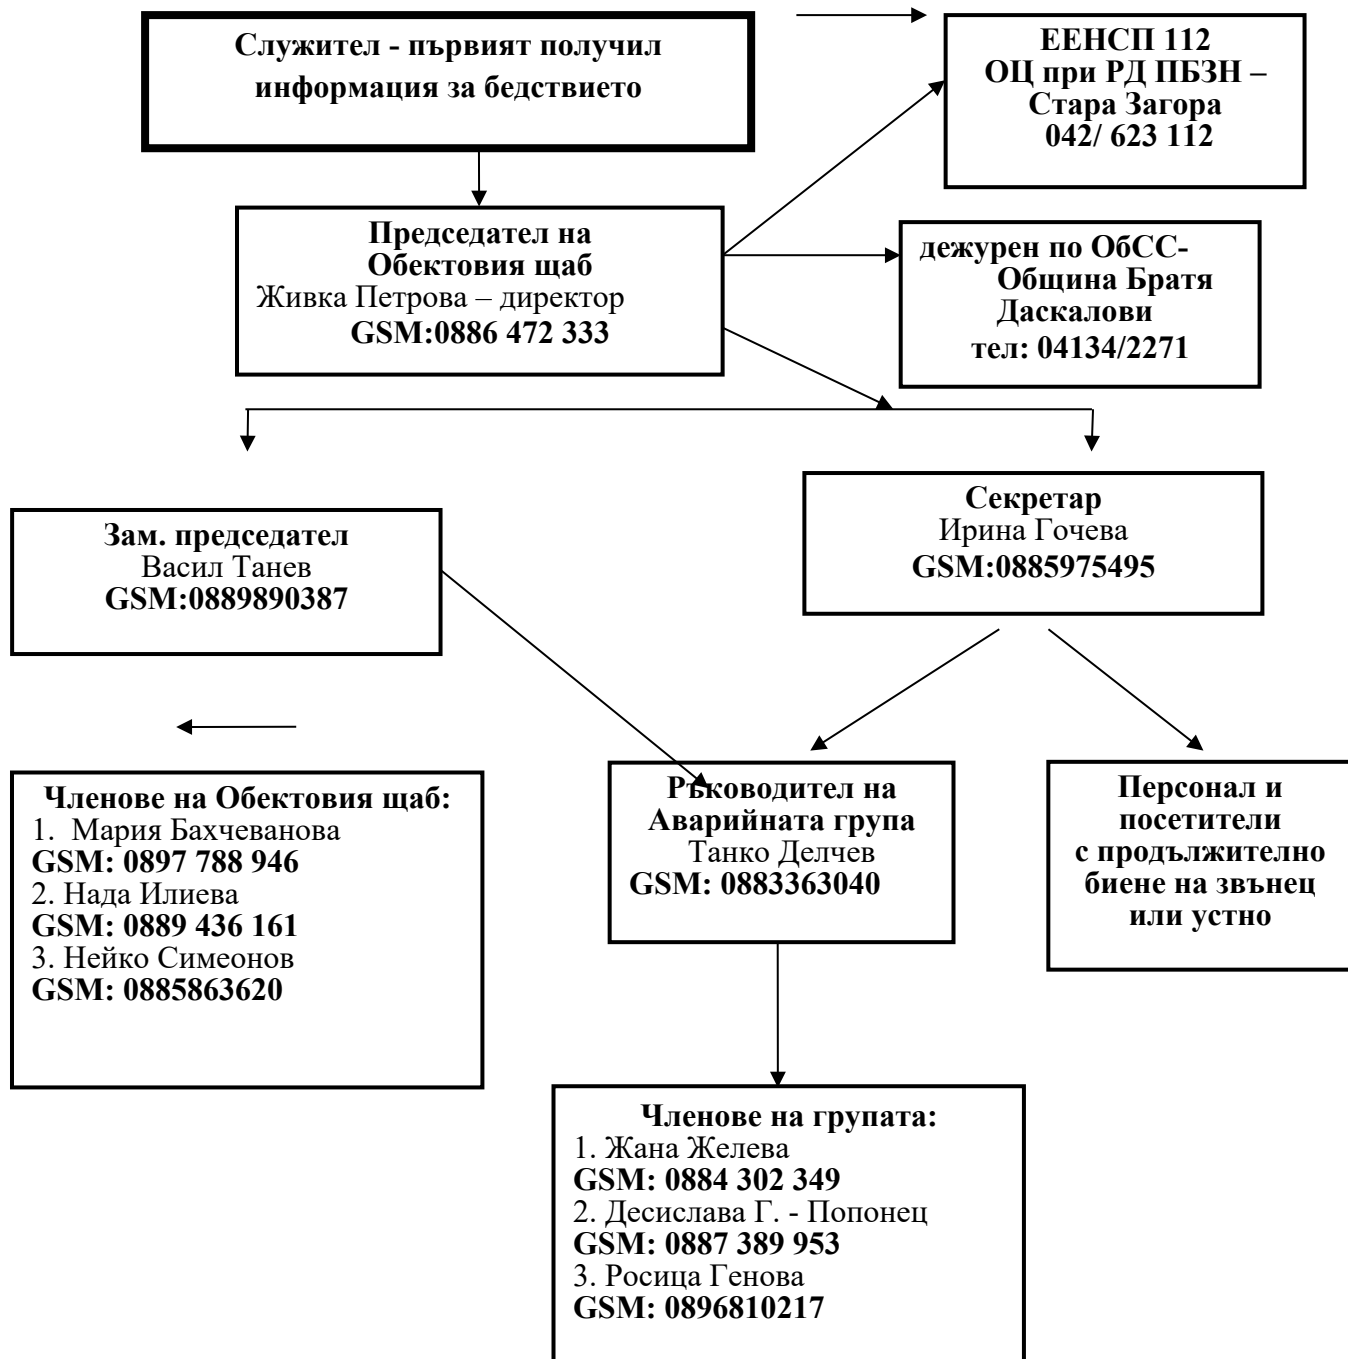 Служител - първият получил
информация за бедствието
ЕЕНСП 112
ОЦ при РД ПБЗН –
Стара Загора
042/ 623 112
Председател на
Обектовия щаб
Живка Петрова – директор
GSM:0886 472 333
дежурен по ОбСС-
Община Братя
Даскалови
тел: 04134/2271
Зам. председател
Васил Танев
GSM:0889890387
Секретар
Ирина Гочева
GSM:0885975495
Членове на Обектовия щаб:
1. Мария Бахчеванова
GSM: 0897 788 946
2. Нада Илиева
GSM: 0889 436 161
3. Нейко Симеонов
GSM: 0885863620
Ръководител на
Аварийната група
Танко Делчев
GSM: 0883363040
Персонал и
посетители
с продължително
биене на звънец
или устно
Членове на групата:
1. Жана Желева
GSM: 0884 302 349
2. Десислава Г. - Попонец
GSM: 0887 389 953
3. Росица Генова
GSM: 0896810217